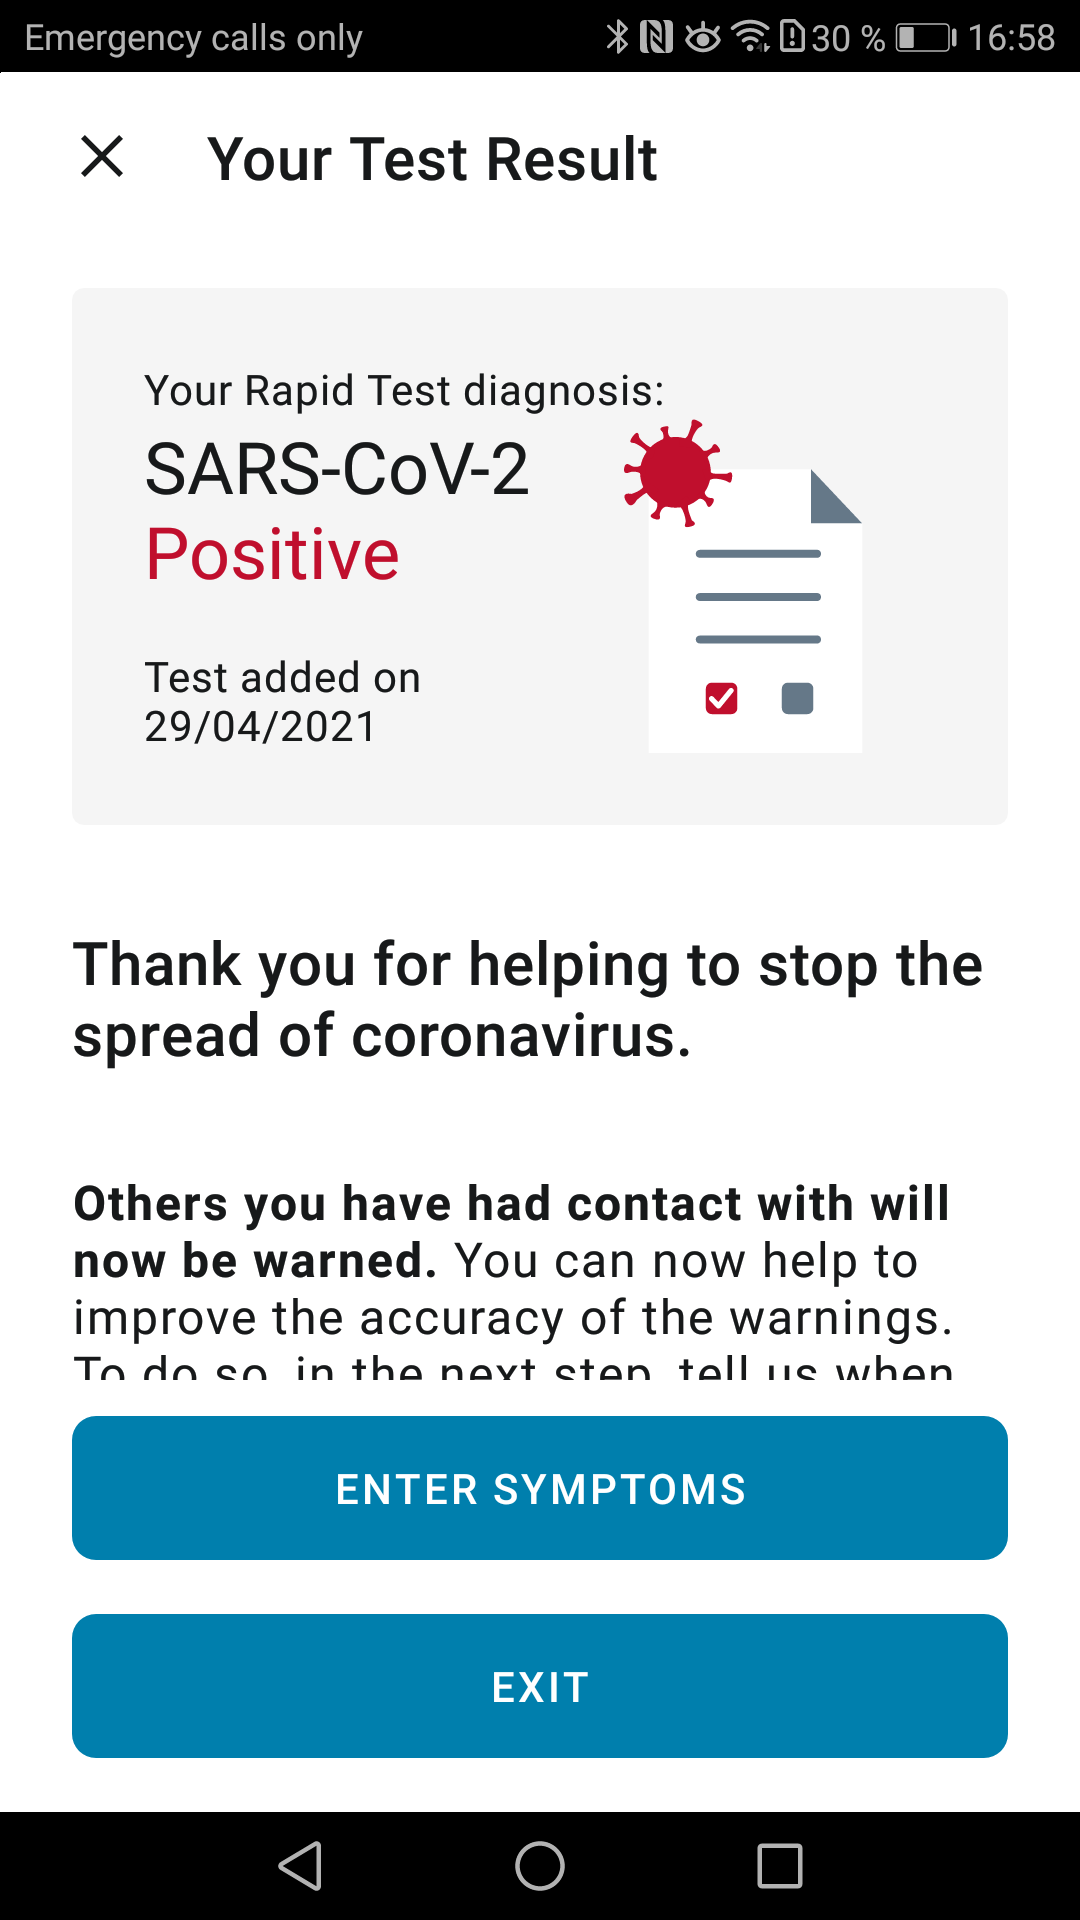 Emergency calls only 30 % 16:58
Your Test Result
Your Rapid Test diagnosis:
SARS-CoV-2
Positive
Test added on
29/04/2021
Thank you for helping to stop the
spread of coronavirus.
Others you have had contact with will
now be warned. You can now help to
improve the accuracy of the warnings.
To do so, in the next step, tell us when
ENTER SYMPTOMS
EXIT